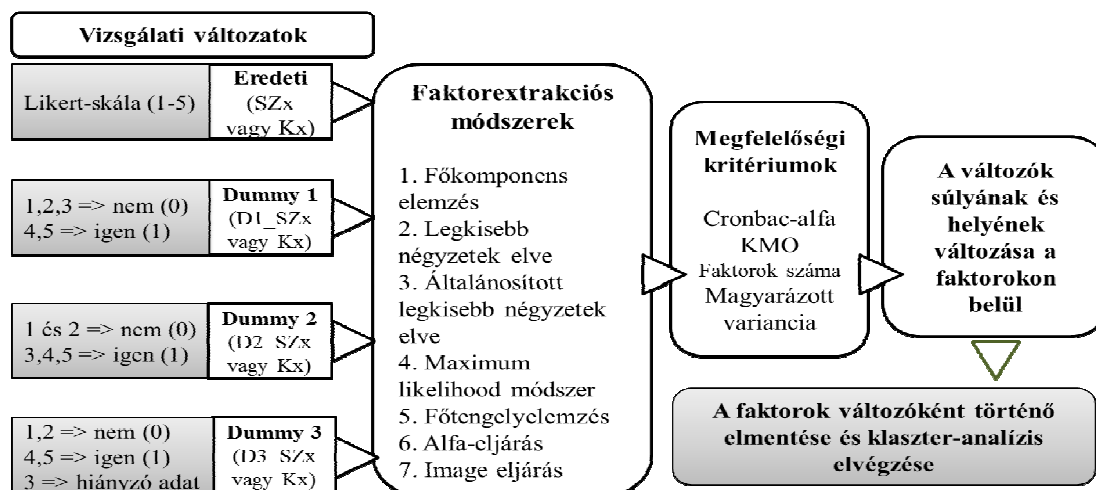 Vizsgálati változatok
Likert-skála (1-5)
Eredeti
(SZx
vagy Kx)
1,2,3 => nem (0)
4,5 => igen (1)
Dummy 1
(D1_SZx
vagy Kx)
1 és 2 => nem (0)
3,4,5 => igen (1)
Dummy 2
(D2_SZx
vagy Kx)
1,2 => nem (0)
4,5 => igen (1)
3 => hiányzó adat
Dummy 3
(D3_SZx
vagy Kx)
Faktorextrakciós
módszerek
1. Főkomponens
elemzés
2. Legkisebb
négyzetek elve
3. Általánosított
legkisebb négyzetek
elve
4. Maximum
likelihood módszer
5. Főtengelyelemzés
6. Alfa-eljárás
7. Image eljárás
Megfelelőségi
kritériumok
Cronbac-alfa
KMO
Faktorok száma
Magyarázott
variancia
A változók
súlyának és
helyének
változása a
faktorokon
belül
A faktorok változóként történő
elmentése és klaszter-analízis
elvégzése